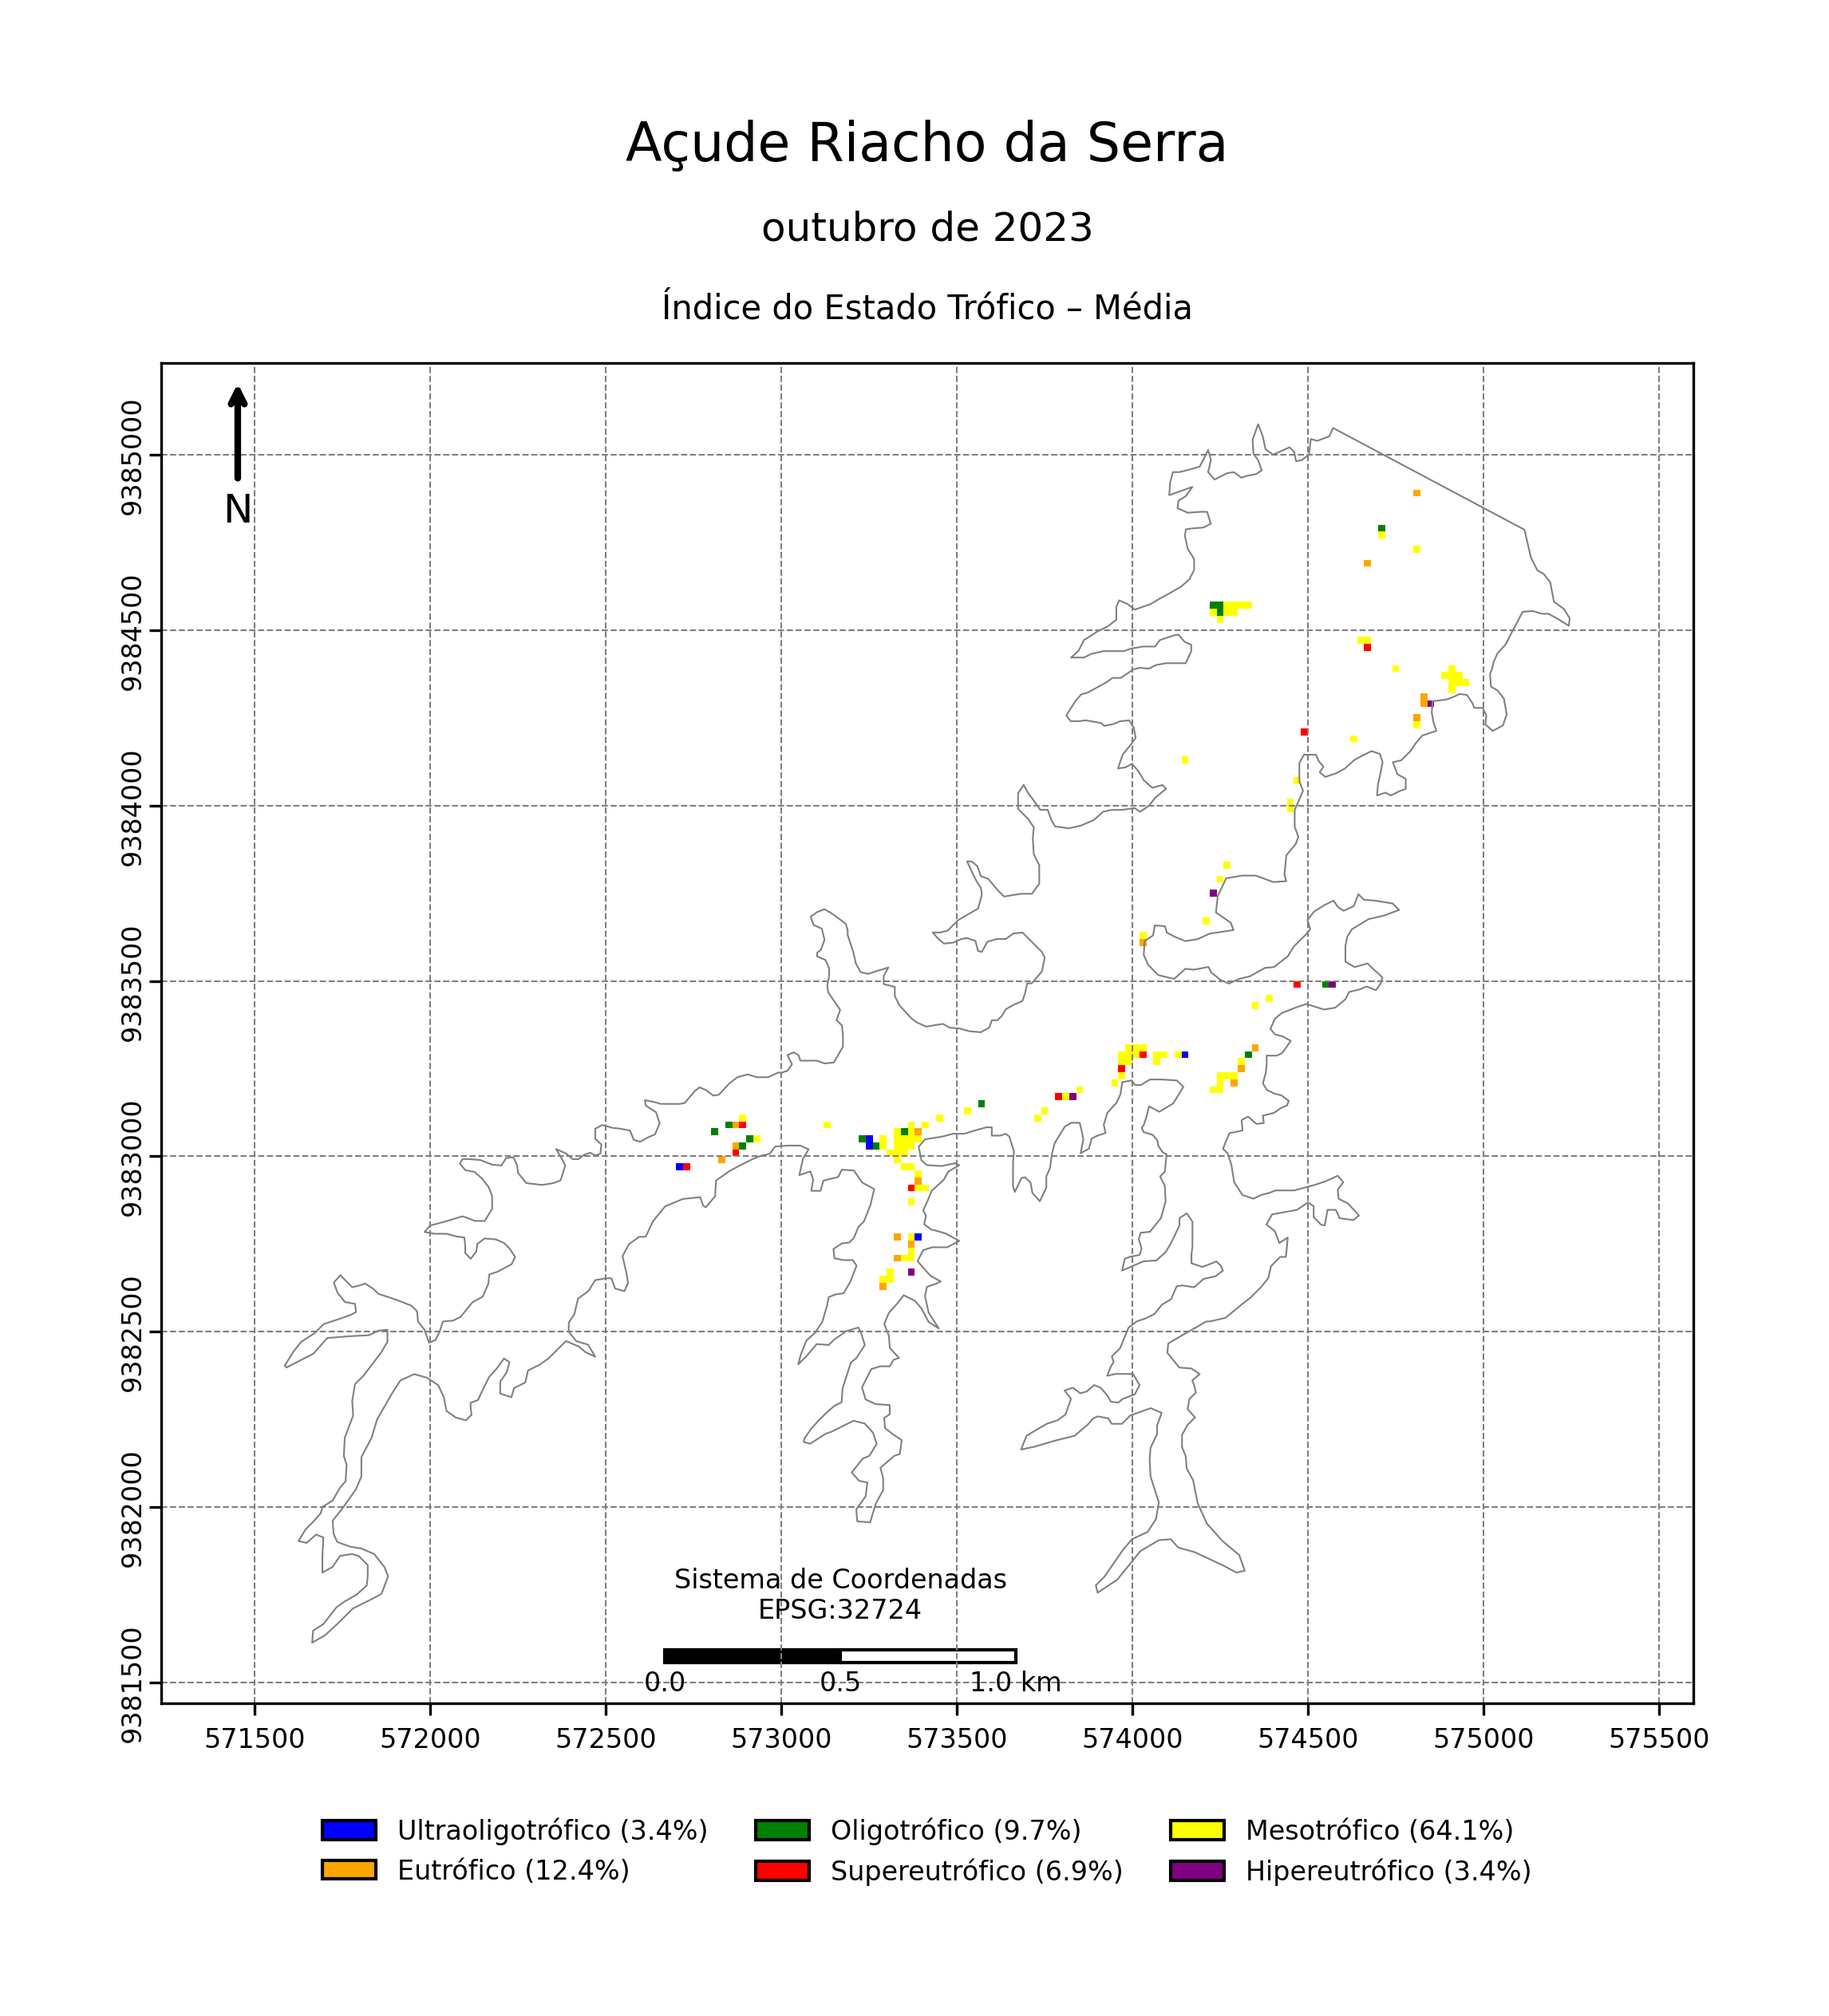 Açude Riacho da Serra
outubro de 2023
Índice do Estado Trófico – Média
N
9385000
9384500
9384000
9383500
9383000
9382500
9382000
9381500
Sistema de Coordenadas
EPSG:32724
0.0 0.5 1.0 km
571500 572000 572500 573000 573500 574000 574500 575000 575500
Ultraoligotrófico (3.4%) Oligotrófico (9.7%) Mesotrófico (64.1%)
Eutrófico (12.4%) Supereutrófico (6.9%) Hipereutrófico (3.4%)